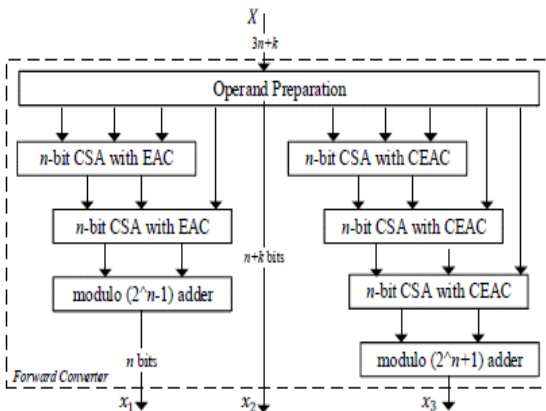 X
3n+k
Operand Preparation
n-bit CSA with EAC
n-bit CSA with CEAC
n-bit CSA with EAC
n-bit CSA with CEAC
n+k bits
modulo (2^n-1) adder
n-bit CSA with CEAC
n bits
modulo (2^n+1) adder
Forward Converter
x₁
x₂
x₃